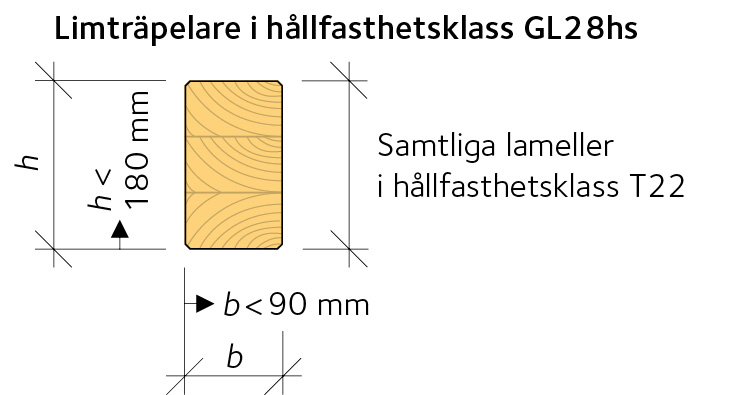 Limträpelare i hållfasthetsklass GL28hs
h
h <
180 mm
Samtliga lameller
i hållfasthetsklass T22
b < 90 mm
b